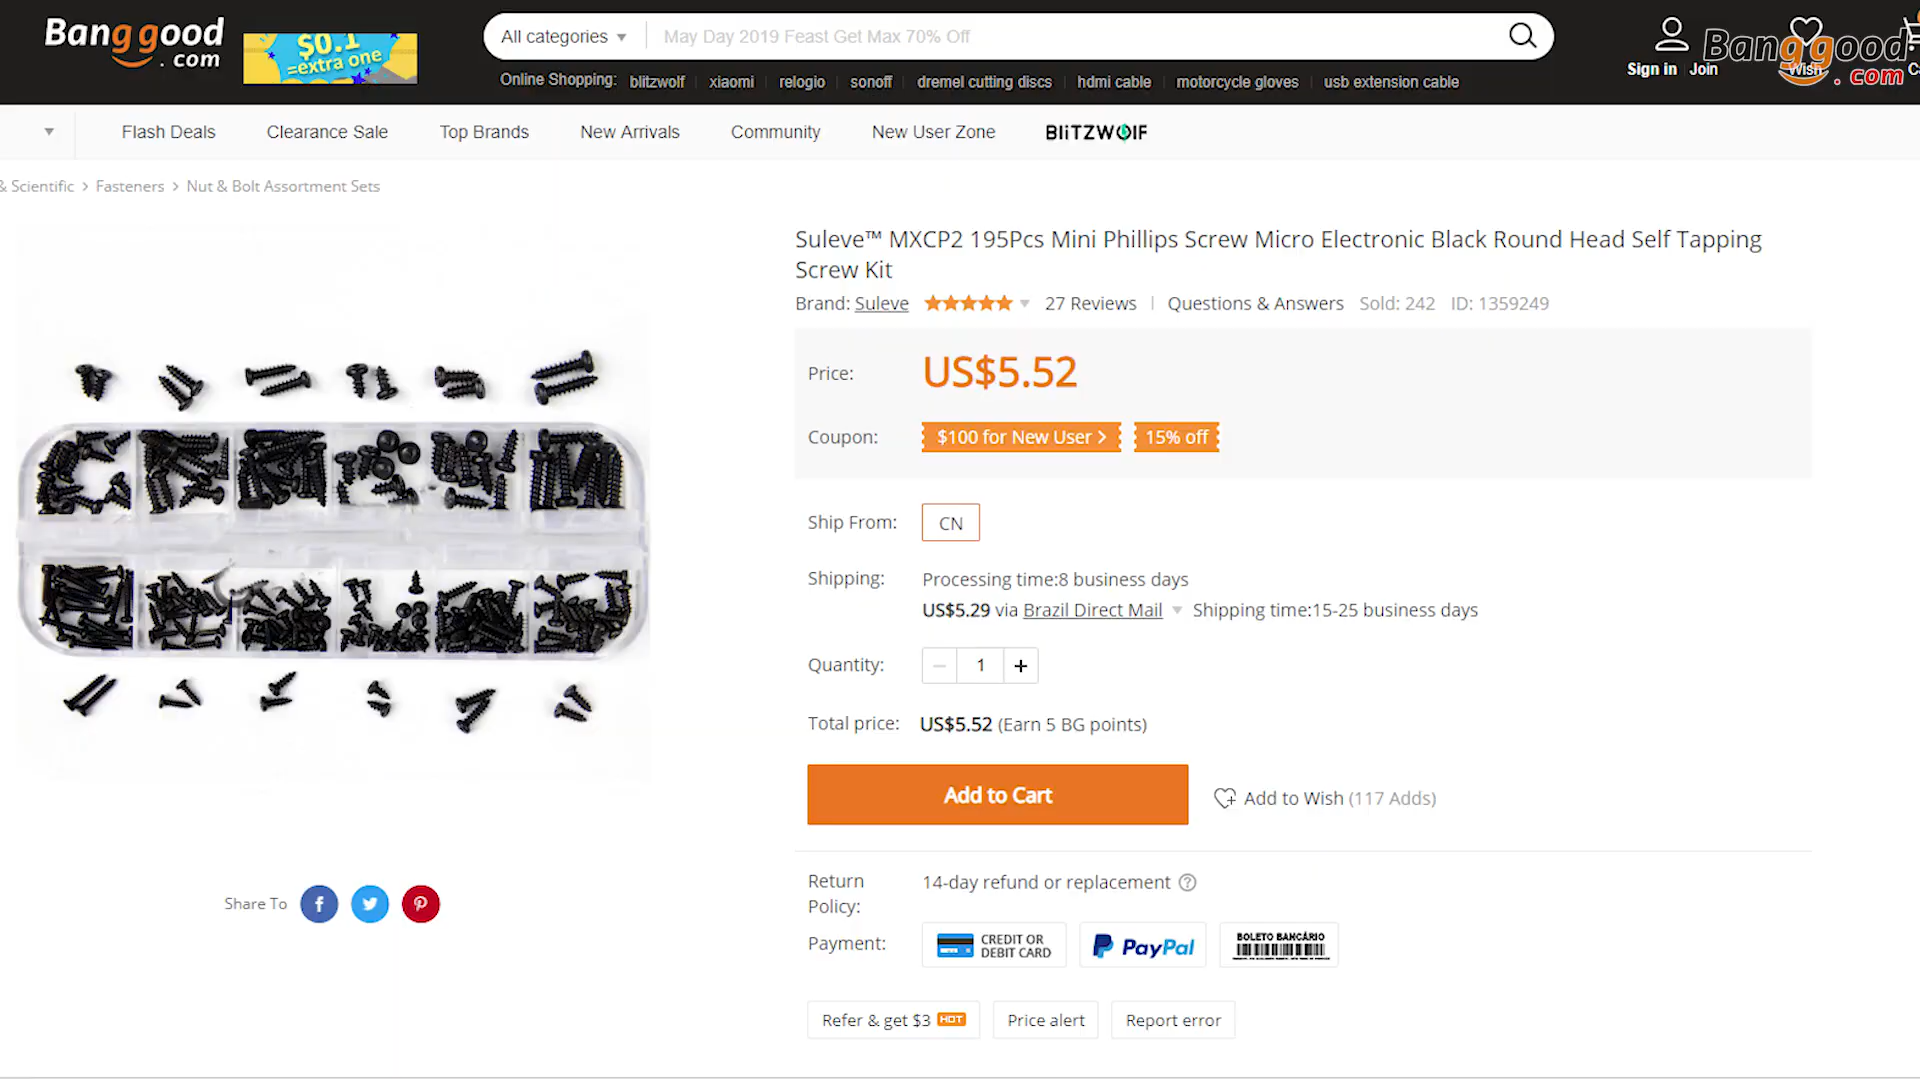 Banggood
.com
$0.1
=extra one
All categories
May Day 2019 Feast Get Max 70% Off
Online Shopping: blitzwolf xiaomi relogio sonoff dremel cutting discs hdmi cable motorcycle gloves usb extension cable
Sign in Join Wish
Banggood
.com
Flash Deals Clearance Sale Top Brands New Arrivals Community New User Zone BLiTZWOlF
& Scientific > Fasteners > Nut & Bolt Assortment Sets
Suleve™ MXCP2 195Pcs Mini Phillips Screw Micro Electronic Black Round Head Self Tapping
Screw Kit
Brand: Suleve 27 Reviews Questions & Answers Sold: 242 ID: 1359249
Price: US$5.52
Coupon: $100 for New User > 15% off
Ship From: CN
Shipping: Processing time:8 business days
US$5.29 via Brazil Direct Mail Shipping time:15-25 business days
Quantity: − 1 +
Total price: US$5.52 (Earn 5 BG points)
Add to Cart
Add to Wish (117 Adds)
Return
Policy:
14-day refund or replacement ?
Payment: CREDIT OR
DEBIT CARD
PayPal
BOLETO BANCÁRIO
Share To
Refer & get $3 HOT Price alert Report error